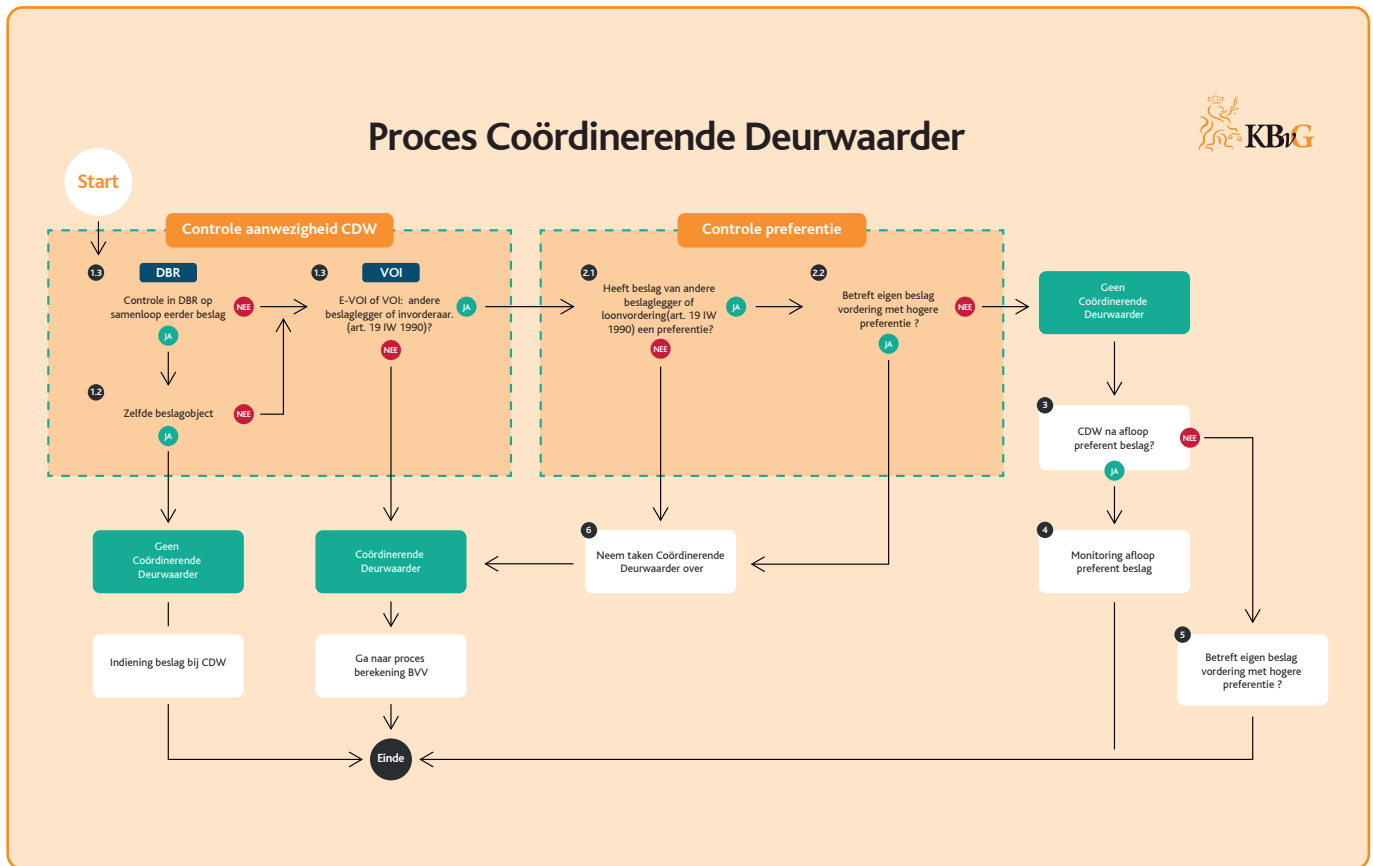 Proces Coördinerende Deurwaarder
KBvG
Start
Controle aanwezigheid CDW
Controle preferentie
1.3
DBR
Controle in DBR op
samenloop eerder beslag
NEE
JA
1.3
VOI
E-VOI of VOI: andere
beslaglegger of invorderaar.
(art. 19 IW 1990)?
JA
NEE
2.1
Heeft beslag van andere
beslaglegger of
loonvordering(art. 19 IW
1990) een preferentie?
JA
NEE
2.2
Betreft eigen beslag
vordering met hogere
preferentie ?
NEE
JA
Geen
Coördinerende
Deurwaarder
1.2
Zelfde beslagobject
NEE
JA
3
CDW na afloop
preferent beslag?
NEE
JA
Geen
Coördinerende
Deurwaarder
Coördinerende
Deurwaarder
6
Neem taken Coördinerende
Deurwaarder over
4
Monitoring afloop
preferent beslag
Indiening beslag bij CDW
Ga naar proces
berekening BVV
5
Betreft eigen beslag
vordering met hogere
preferentie ?
Einde